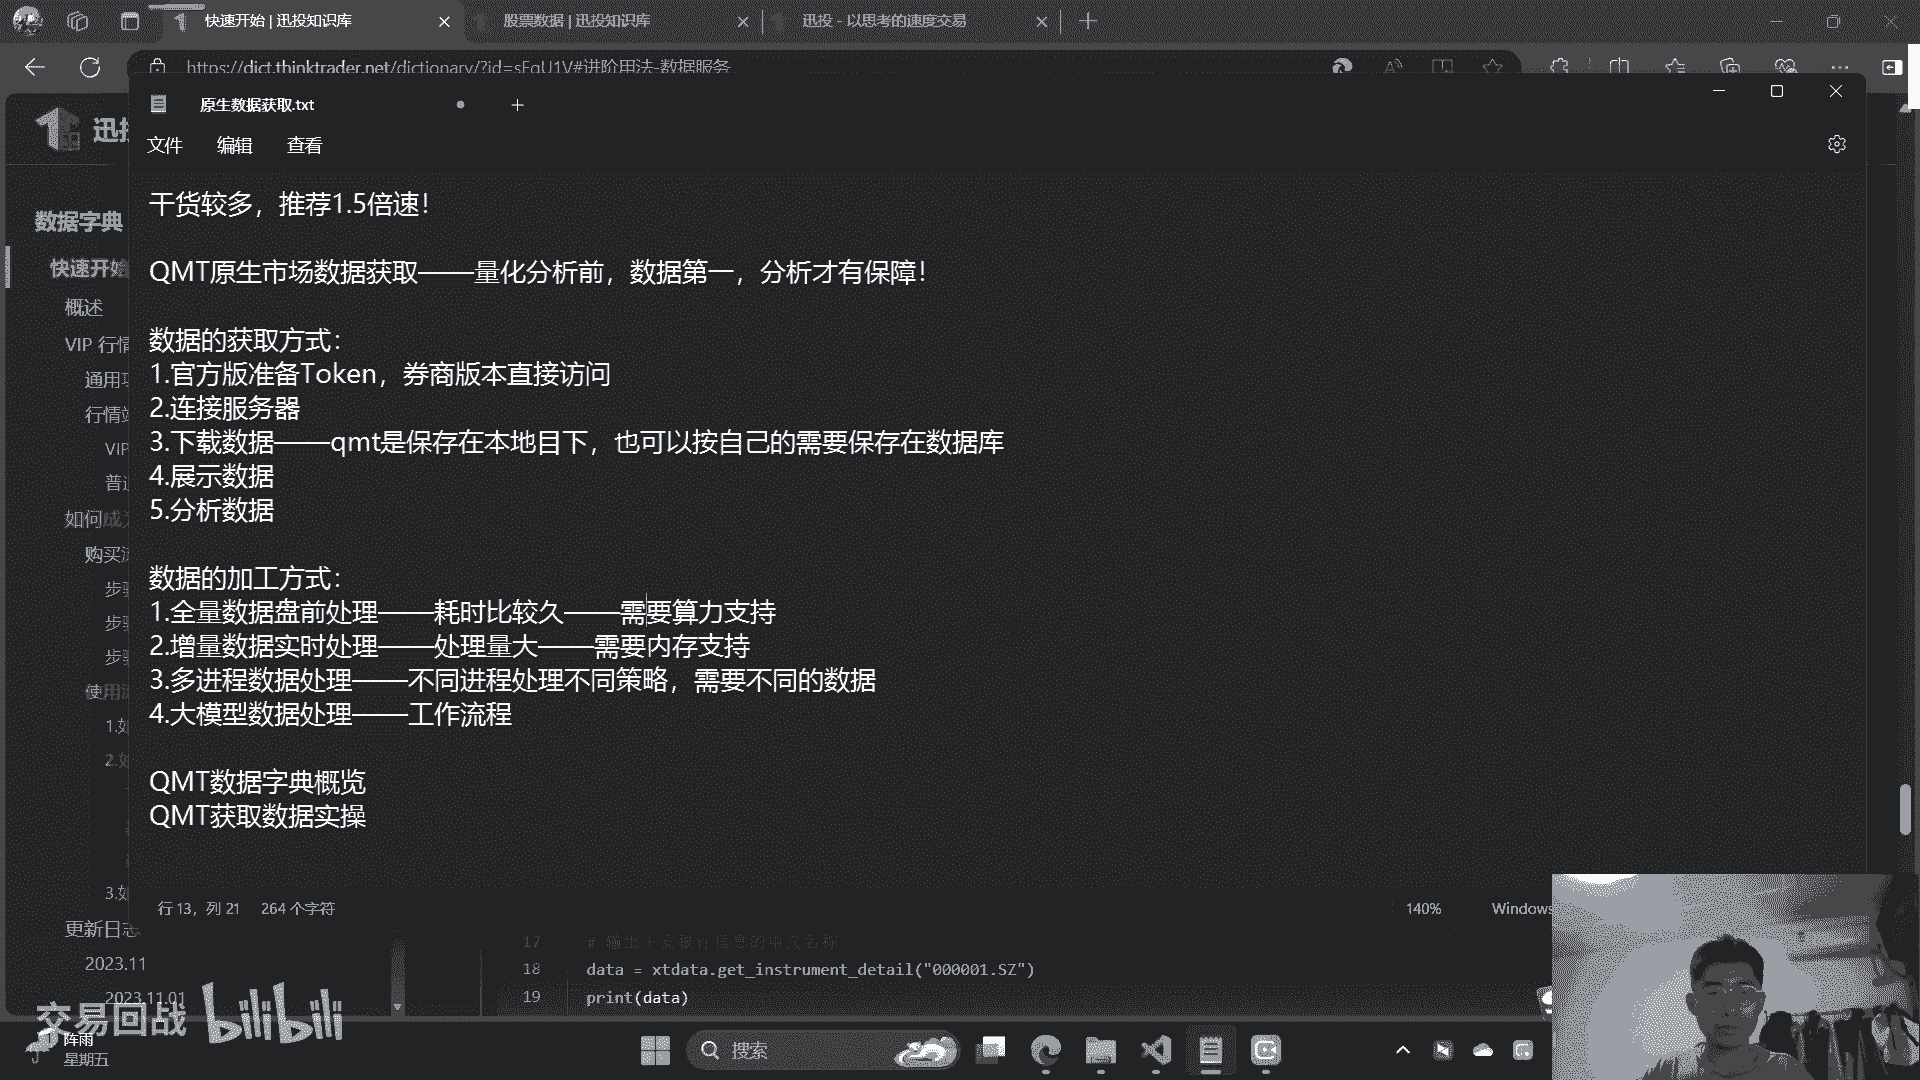 快速开始 | 迅投知识库
股票数据 | 迅投知识库
迅投 - 以思考的速度交易
https://dict.thinktrader.net/dictionary/?id=sEqU1V#进阶用法-数据服务
原生数据获取.txt
文件 编辑 查看
干货较多，推荐1.5倍速！
QMT原生市场数据获取——量化分析前，数据第一，分析才有保障！
数据的获取方式：
1.官方版准备Token，券商版本直接访问
2.连接服务器
3.下载数据——qmt是保存在本地目下，也可以按自己的需要保存在数据库
4.展示数据
5.分析数据
数据的加工方式：
1.全量数据盘前处理——耗时比较久——需要算力支持
2.增量数据实时处理——处理量大——需要内存支持
3.多进程数据处理——不同进程处理不同策略，需要不同的数据
4.大模型数据处理——工作流程
QMT数据字典概览
QMT获取数据实操
行 13，列 21 264 个字符
140%
Windows
迅
数据字典
快速开始
概述
VIP 行情
通用
行情
VIP
普
如何成
购买
步
步
步
使用
1.如
2.如
3.如
更新日志
2023.11
2023.11.01
17
18 data = xtdata.get_instrument_detail("000001.SZ")
19 print(data)
交易回战 bilibili
阵雨
星期五
搜索